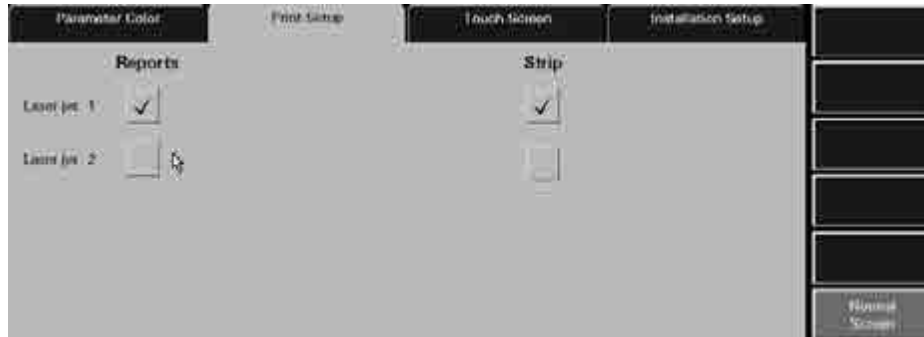 Parameter Color Print Setup Touch Screen Installation Setup
Reports Strip
Laser jet 1
Laser jet 2
Normal
Screen